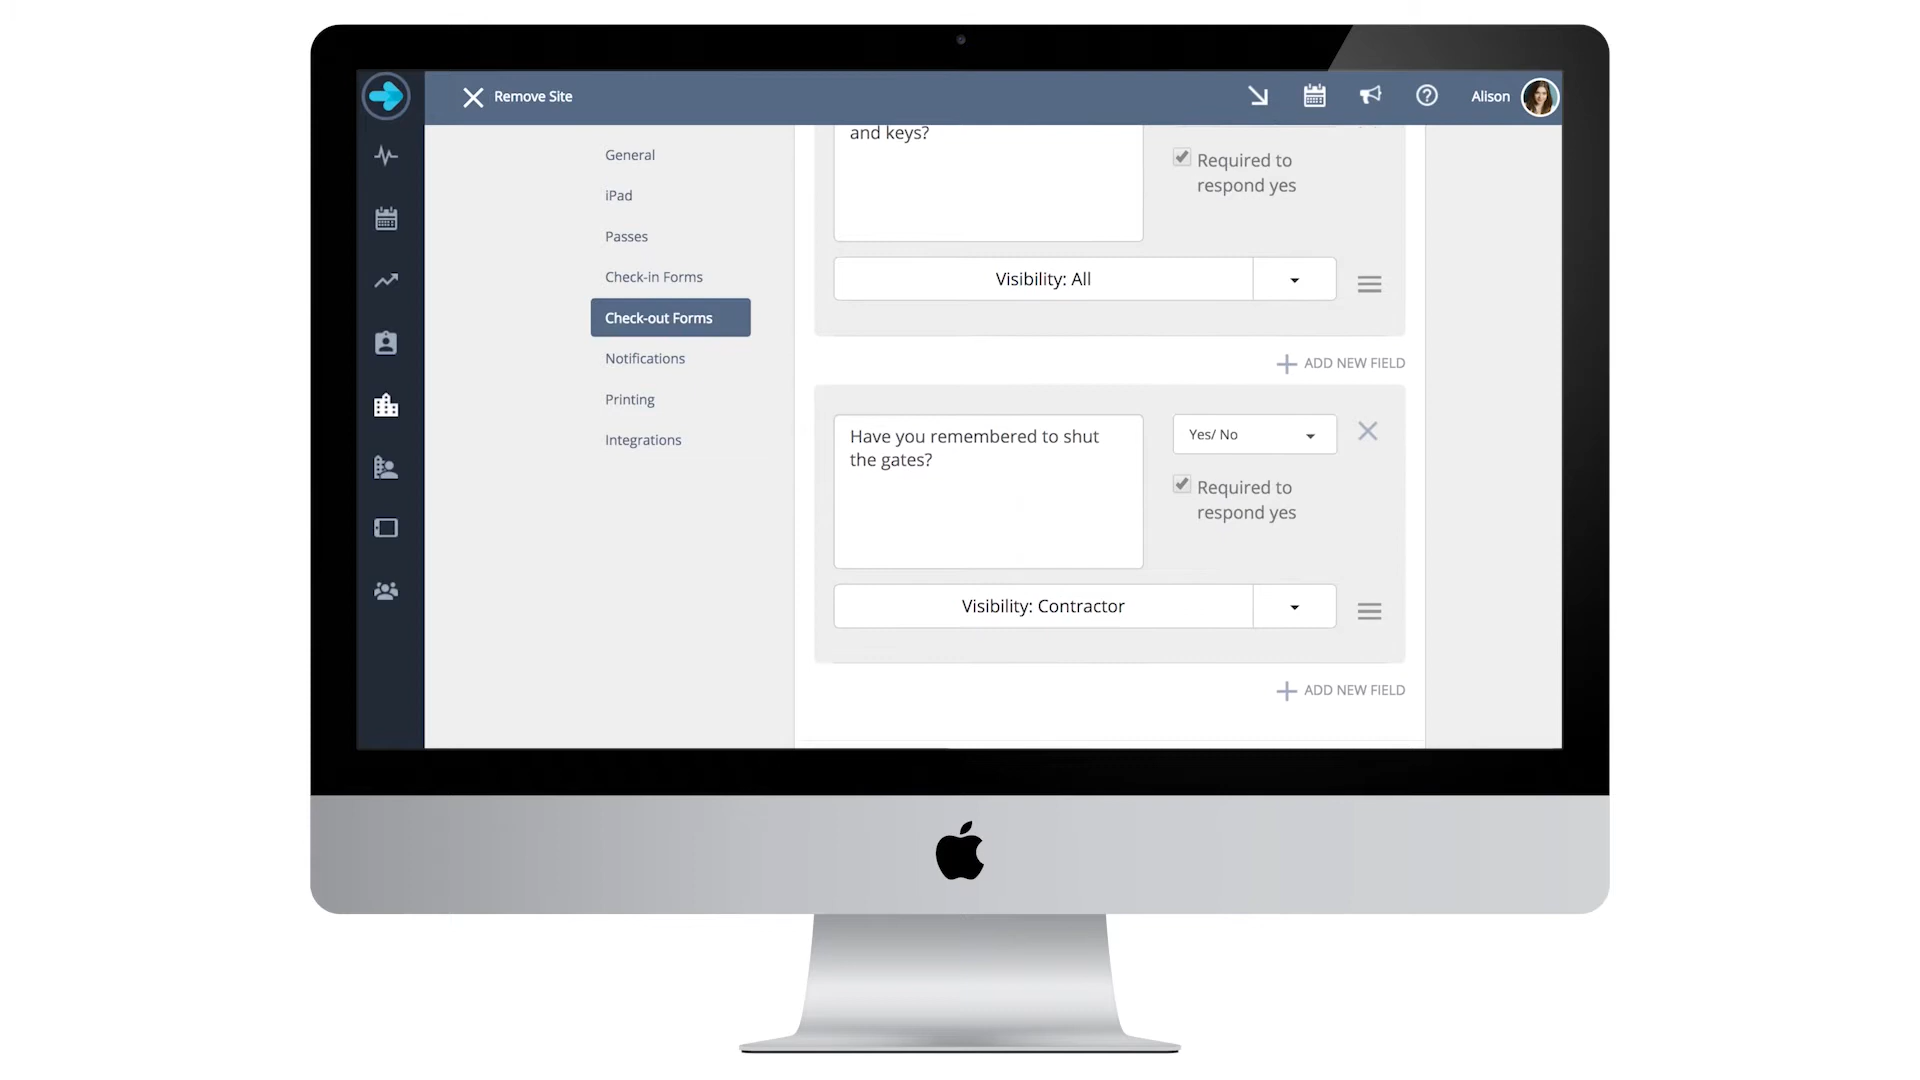 Remove Site
Alison
General
iPad
Passes
Check-in Forms
Check-out Forms
Notifications
Printing
Integrations
and keys?
Required to
respond yes
Visibility: All
ADD NEW FIELD
Have you remembered to shut
the gates?
Yes/ No
Required to
respond yes
Visibility: Contractor
ADD NEW FIELD